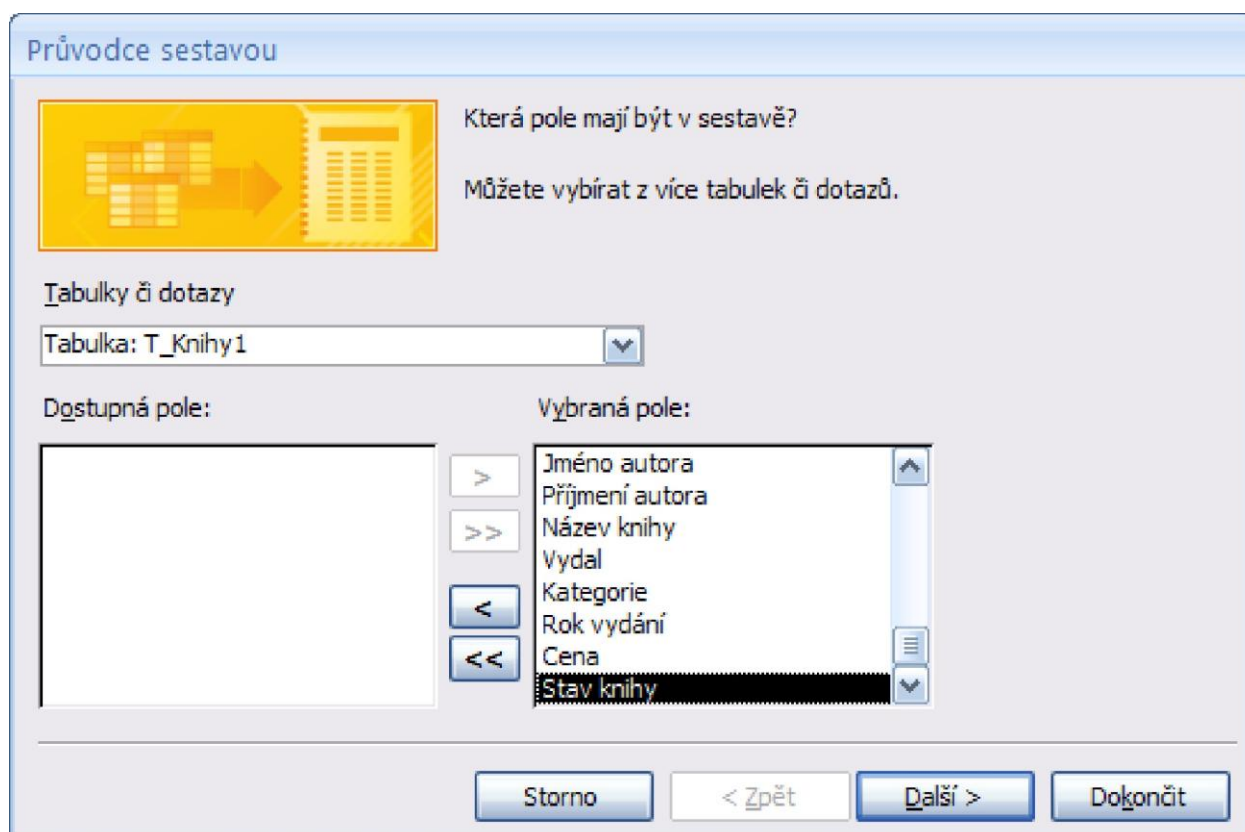 Průvodce sestavou
Která pole mají být v sestavě?
Můžete vybírat z více tabulek či dotazů.
Tabulky či dotazy
Tabulka: T_Knihy1
Dostupná pole:
Vybraná pole:
>
>>
<
<<
Jméno autora
Příjmení autora
Název knihy
Vydal
Kategorie
Rok vydání
Cena
Stav knihy
Storno
< Zpět
Další >
Dokončit